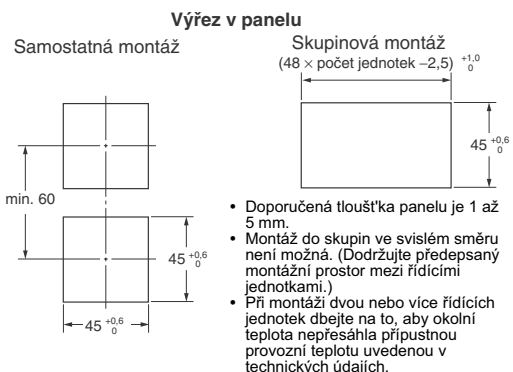 Výřez v panelu
Samostatná montáž
min. 60
45 +0,6 0
45 +0,6 0
Skupinová montáž
(48 × počet jednotek –2,5) +1,0 0
45 +0,6 0
• Doporučená tloušt'ka panelu je 1 až
5 mm.
• Montáž do skupin ve svislém směru
není možná. (Dodržujte předepsaný
montážní prostor mezi řídícími
jednotkami.)
• Při montáži dvou nebo více řídících
jednotek dbejte na to, aby okolní
teplota nepřesáhla přípustnou
provozní teplotu uvedenou v
technických údajích.